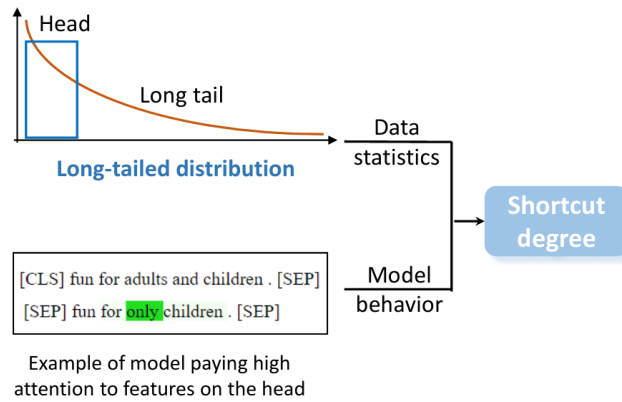 Head
Long tail
Long-tailed distribution
Data
statistics
Shortcut
degree
[CLS] fun for adults and children . [SEP]
[SEP] fun for only children . [SEP]
Model
behavior
Example of model paying high
attention to features on the head